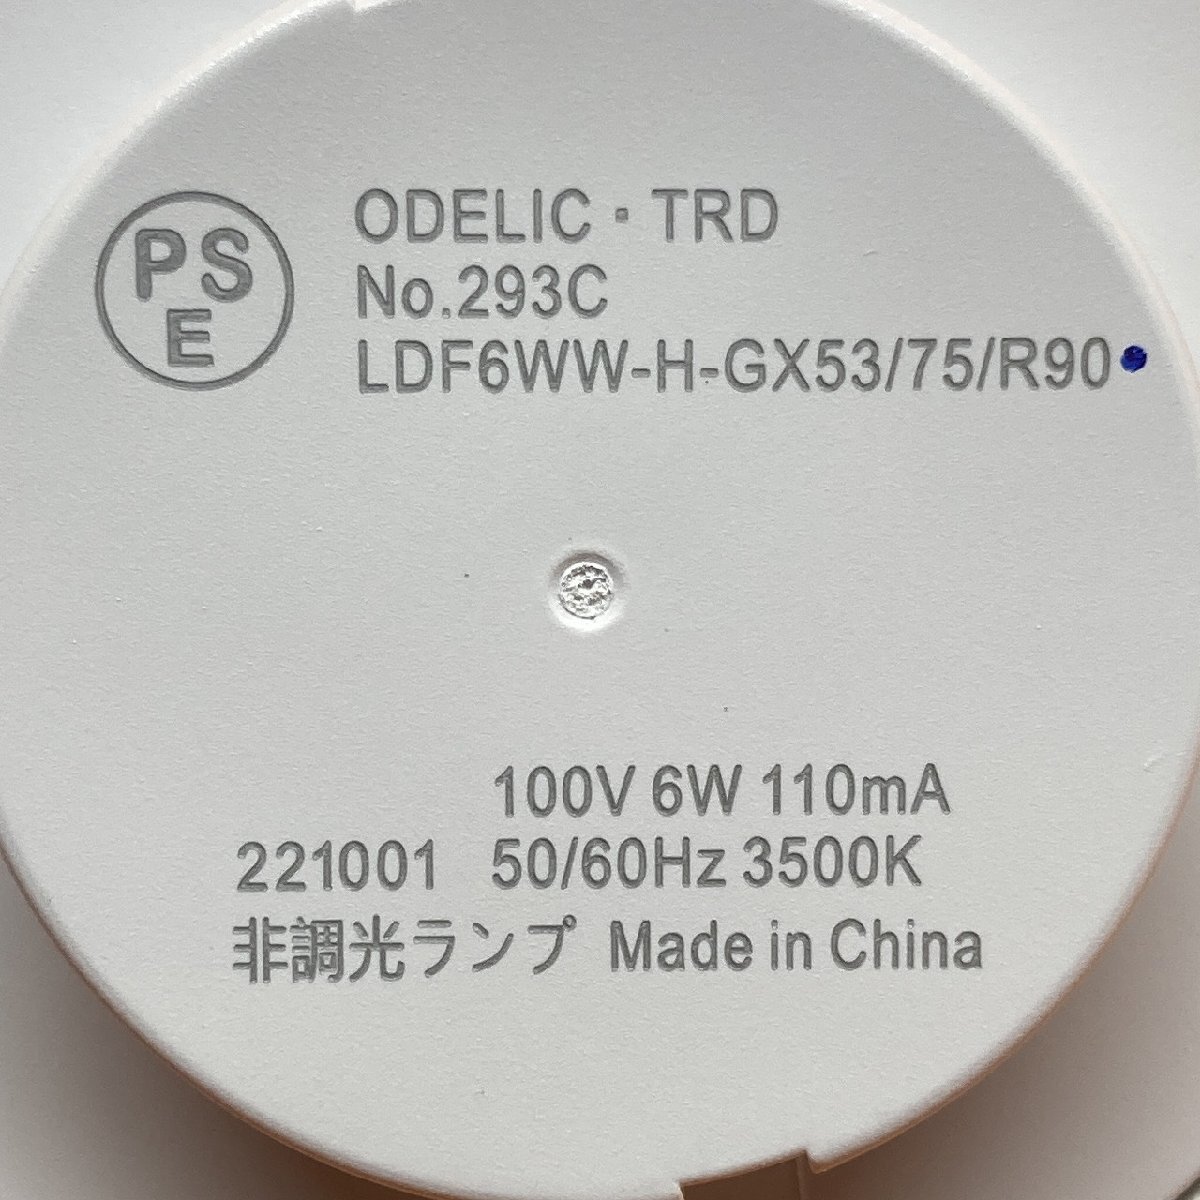 PS
E
ODELIC・TRD
No.293C
LDF6WW-H-GX53/75/R90
100V 6W 110mA
221001 50/60Hz 3500K
非調光ランプ Made in China